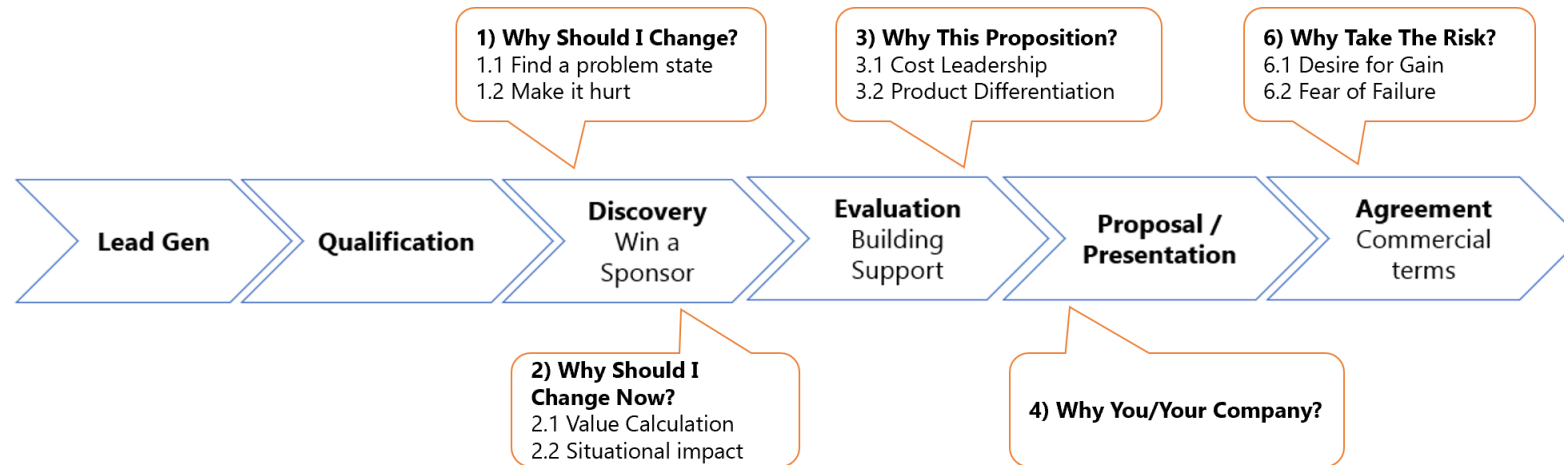 1) Why Should I Change?
1.1 Find a problem state
1.2 Make it hurt
3) Why This Proposition?
3.1 Cost Leadership
3.2 Product Differentiation
6) Why Take The Risk?
6.1 Desire for Gain
6.2 Fear of Failure
Lead Gen
Qualification
Discovery
Win a
Sponsor
Evaluation
Building
Support
Proposal /
Presentation
Agreement
Commercial
terms
2) Why Should I
Change Now?
2.1 Value Calculation
2.2 Situational impact
4) Why You/Your Company?